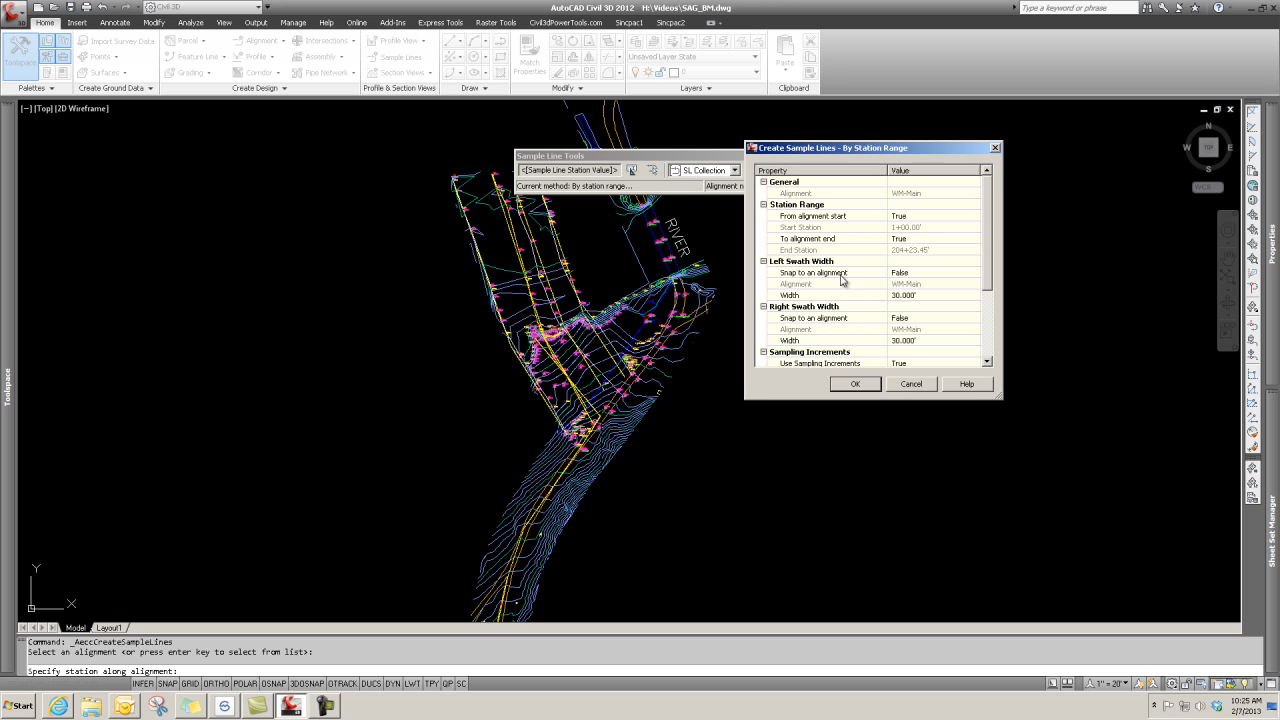 Civil 3D
AutoCAD Civil 3D 2012 H:\Videos\SAG_BM.dwg
Type a keyword or phrase
Home Insert Annotate Modify Analyze View Output Manage Help Online Add-Ins Express Tools Raster Tools Civil3dPowerTools.com Sincpac1 Sincpac2
Toolspace
Import Survey Data
Points
Surfaces
Parcel
Feature Line
Grading
Alignment
Profile
Corridor
Intersections
Assembly
Pipe Network
Profile View
Sample Lines
Section Views
Match Properties
Unsaved Layer State
0
Paste
Palettes
Create Ground Data
Create Design
Profile & Section Views
Draw
Modify
Layers
Clipboard
[−] [Top] [2D Wireframe]
N
W TOP E
S
WCS
RIVER
Sample Line Tools
<[Sample Line Station Value]> SL Collection
Current method: By station range... Alignment n
Create Sample Lines - By Station Range
Property Value
General
Alignment WM-Main
Station Range
From alignment start True
Start Station 1+00.00'
To alignment end True
End Station 204+23.45'
Left Swath Width
Snap to an alignment False
Alignment WM-Main
Width 30.000'
Right Swath Width
Snap to an alignment False
Alignment WM-Main
Width 30.000'
Sampling Increments
Use Sampling Increments True
OK Cancel Help
Toolspace
Properties
Sheet Set Manager
Y
X
Model Layout1
Command: _AeccCreateSampleLines
Select an alignment <or press enter key to select from list>:
Specify station along alignment:
INFER SNAP GRID ORTHO POLAR OSNAP 3DOSNAP OTRACK DUCS DYN LWT TPY QP SC
1" = 20'
Start
10:25 AM
2/7/2013